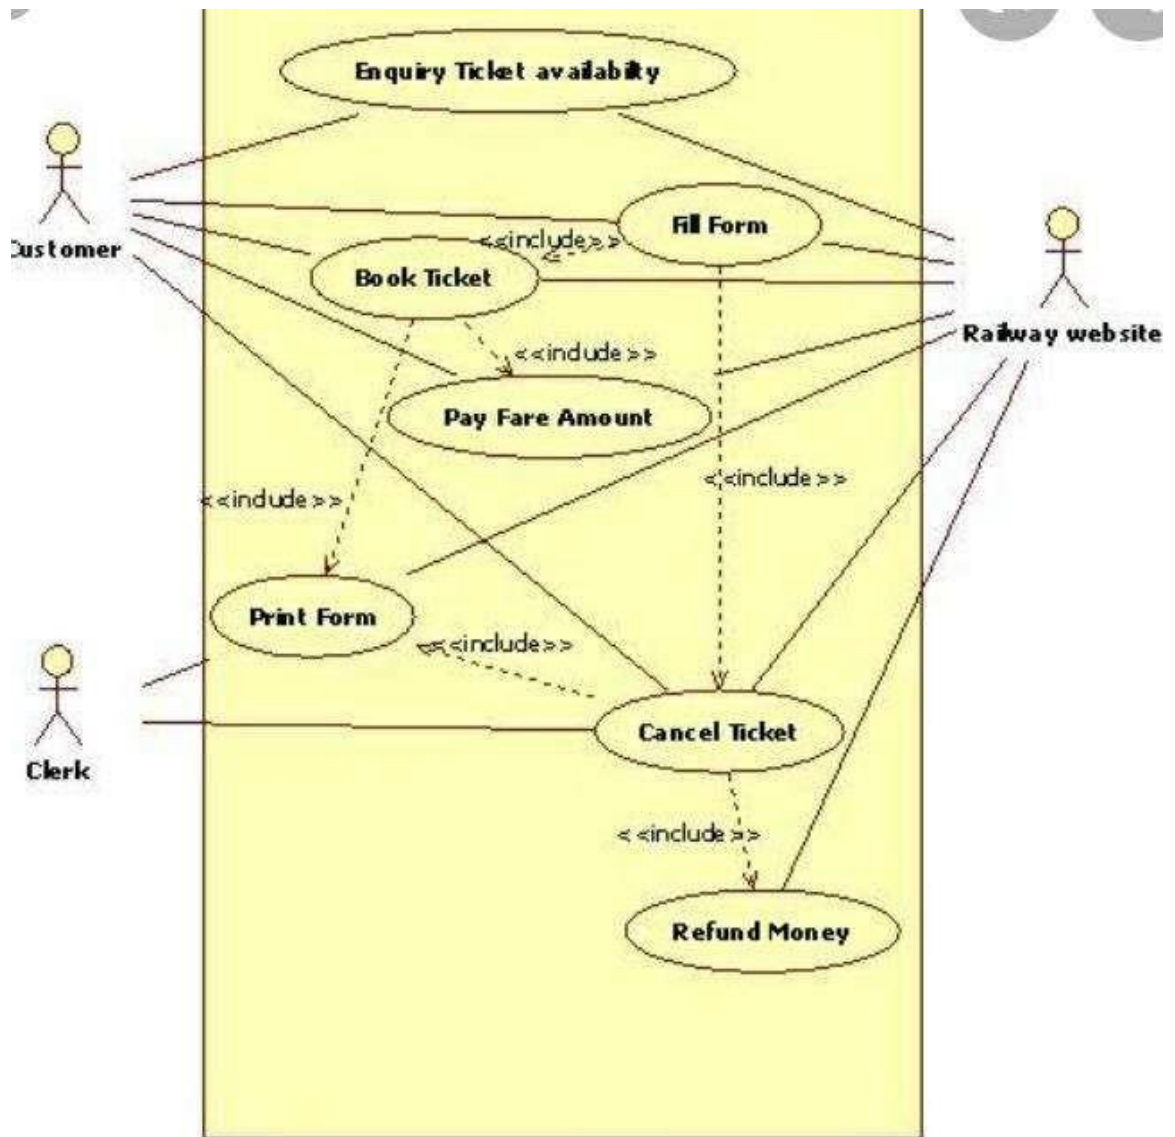 Enquiry Ticket availabilty
Fill Form
Customer
<<include>>
Book Ticket
Railway website
<<include>>
Pay Fare Amount
<<include>>
<<include>>
Print Form
<<include>>
Cancel Ticket
Clerk
<<include>>
Refund Money